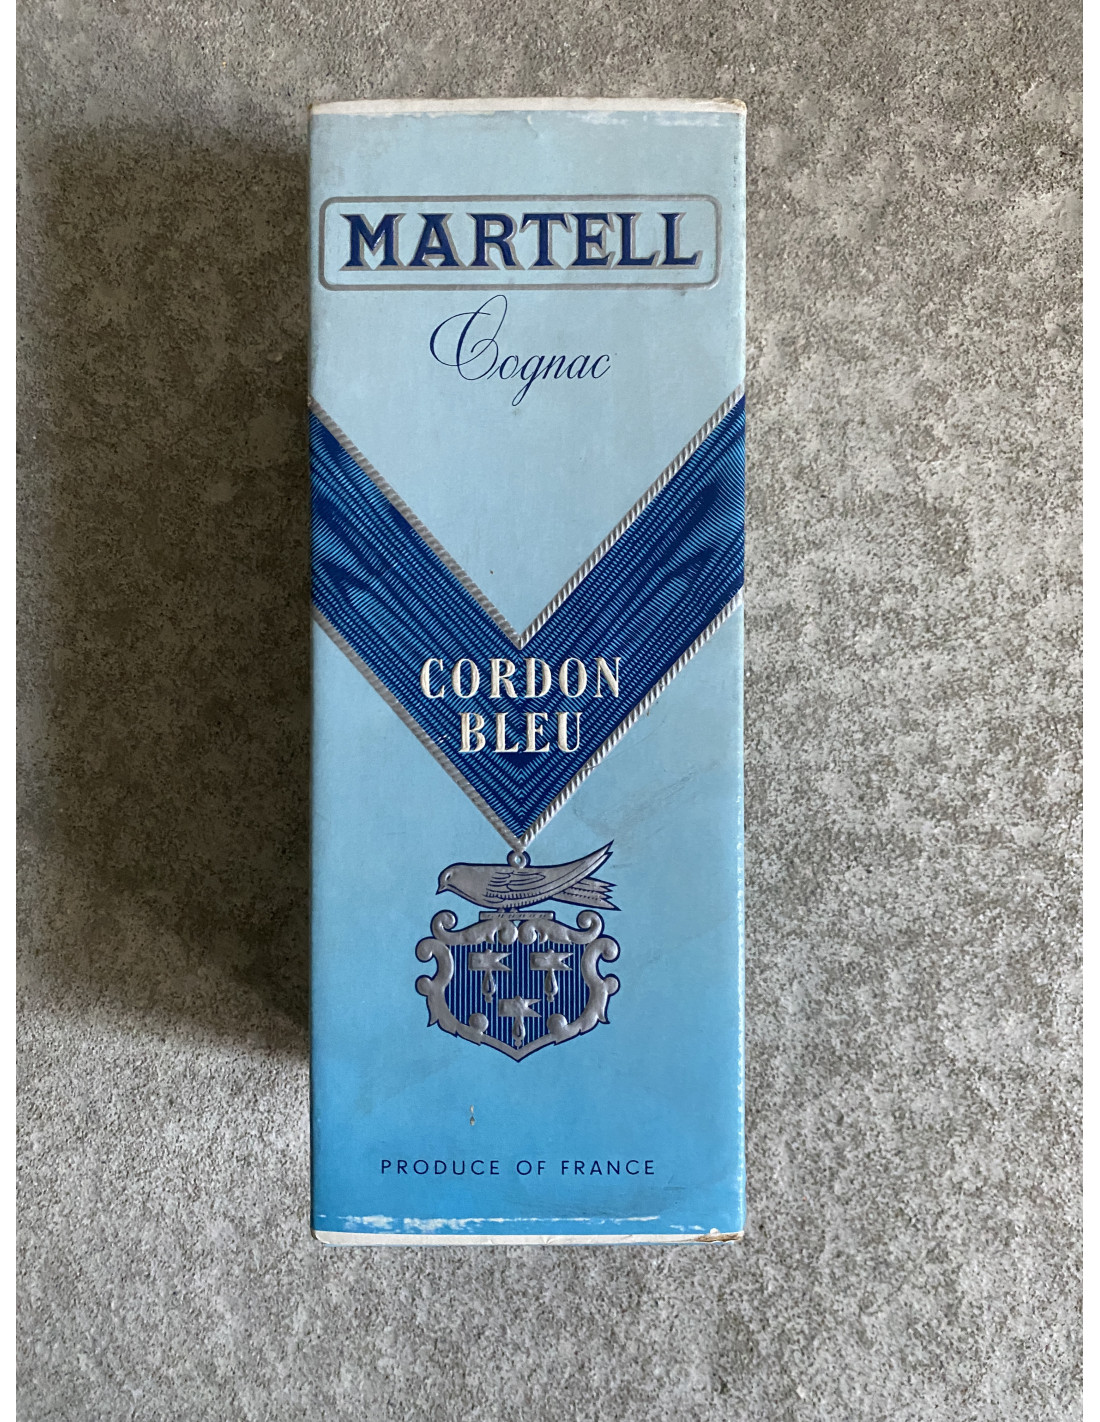 MARTELL
Cognac
CORDON
BLEU
PRODUCE OF FRANCE